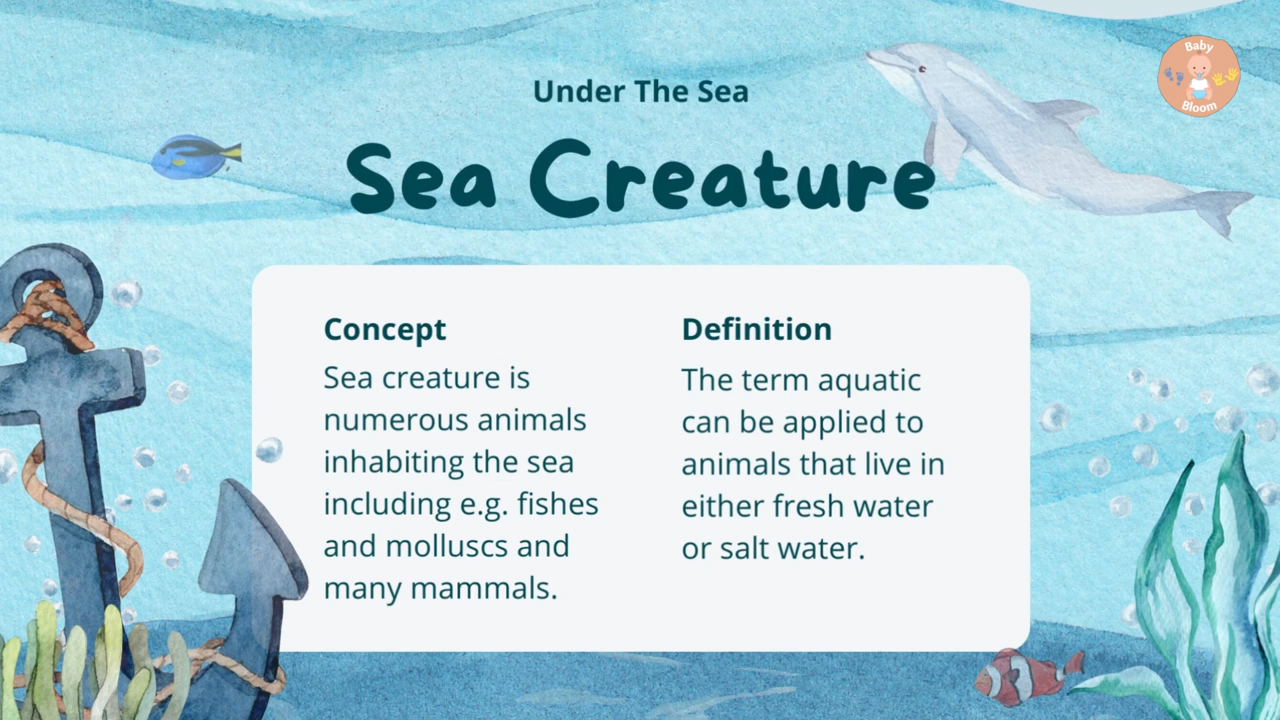 Under The Sea
Baby
Bloom
Sea Creature
Concept
Sea creature is
numerous animals
inhabiting the sea
including e.g. fishes
and molluscs and
many mammals.
Definition
The term aquatic
can be applied to
animals that live in
either fresh water
or salt water.